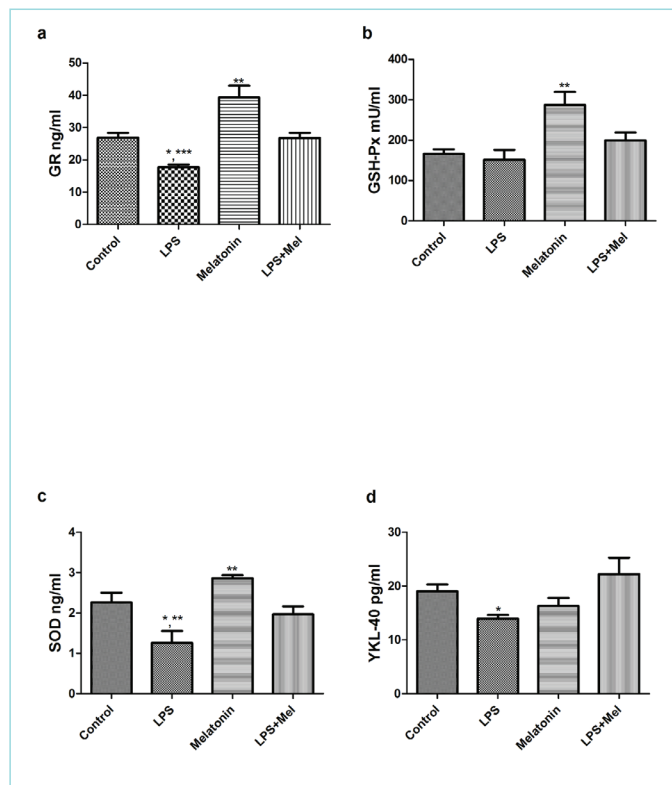 a
GR ng/ml
50
40
30
20
10
0
**
*,***
Control
LPS
Melatonin
LPS+Mel
b
GSH-Px mU/ml
400
300
200
100
0
**
Control
LPS
Melatonin
LPS+Mel
c
SOD ng/ml
4
3
2
1
0
*,**
**
Control
LPS
Melatonin
LPS+Mel
d
YKL-40 pg/ml
30
20
10
0
*
Control
LPS
Melatonin
LPS+Mel